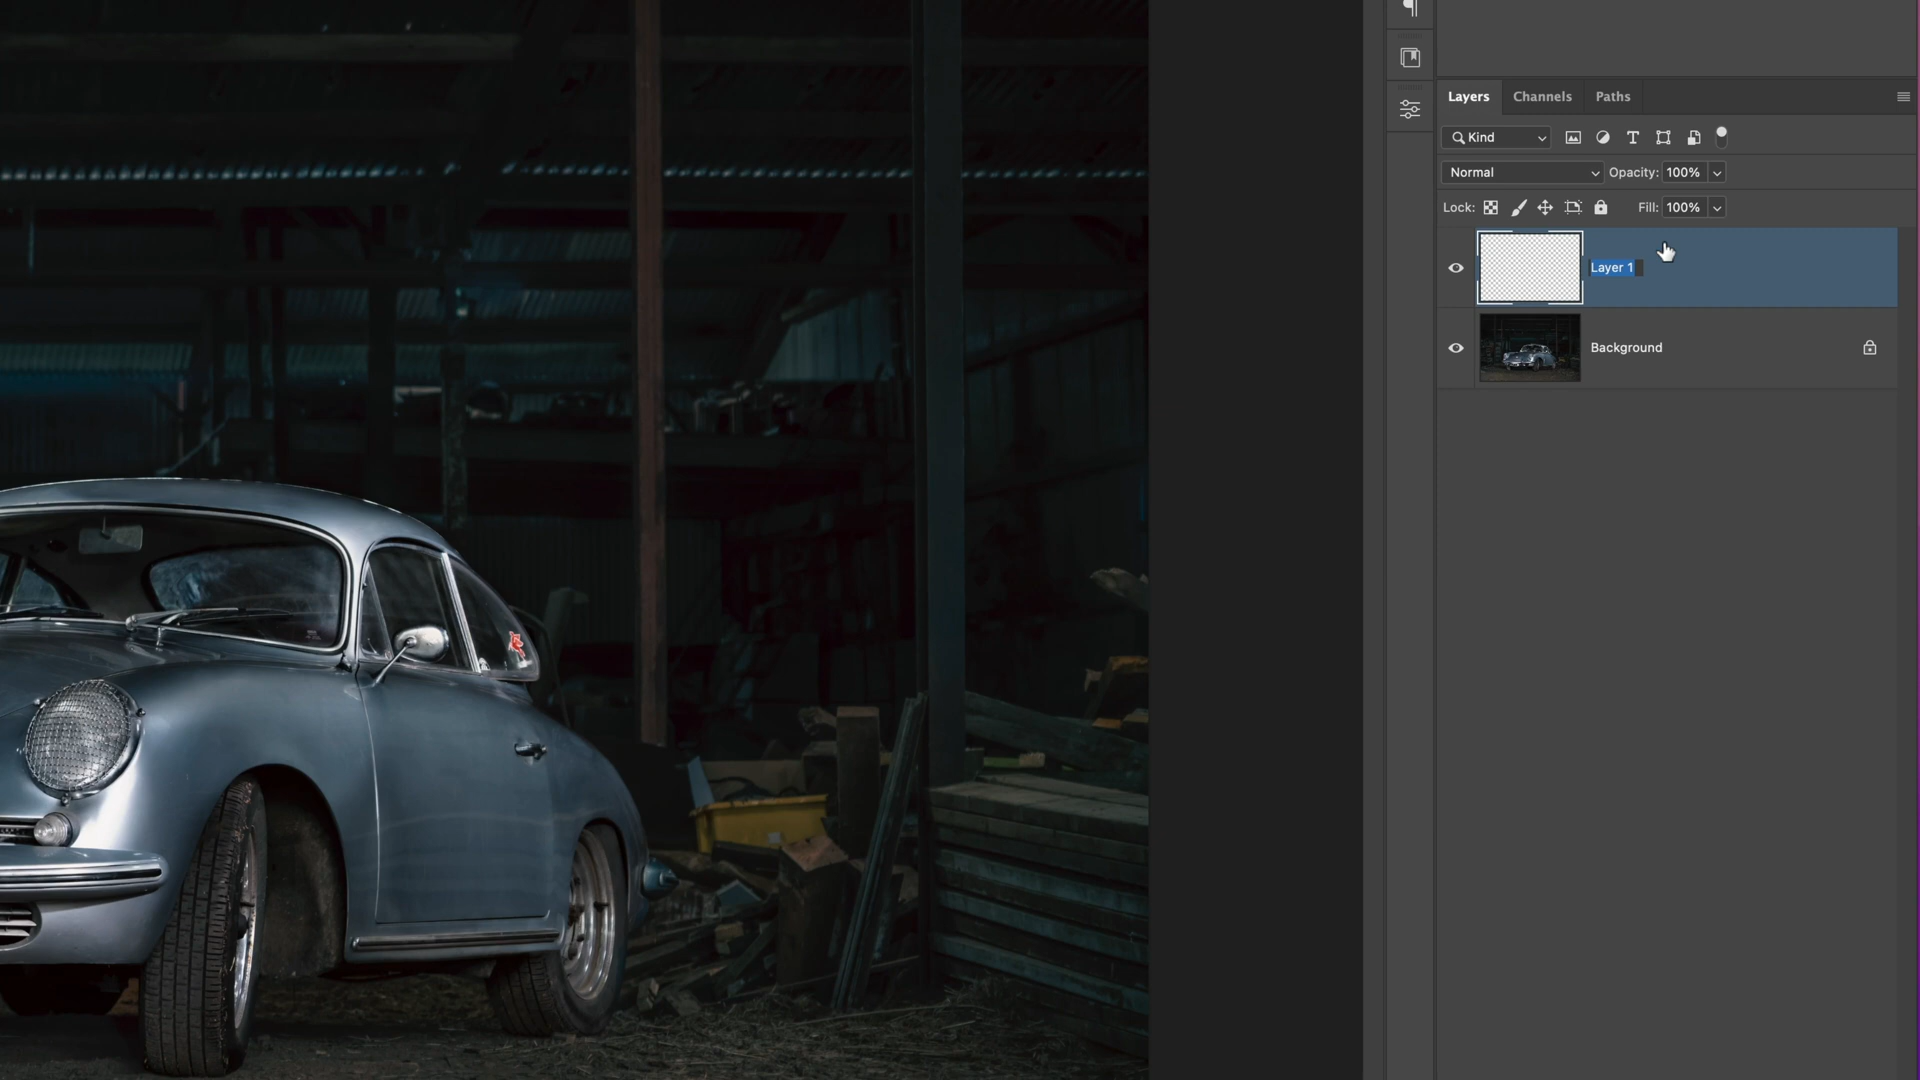 Layers Channels Paths
Kind
Normal Opacity: 100%
Lock: Fill: 100%
Layer 1
Background